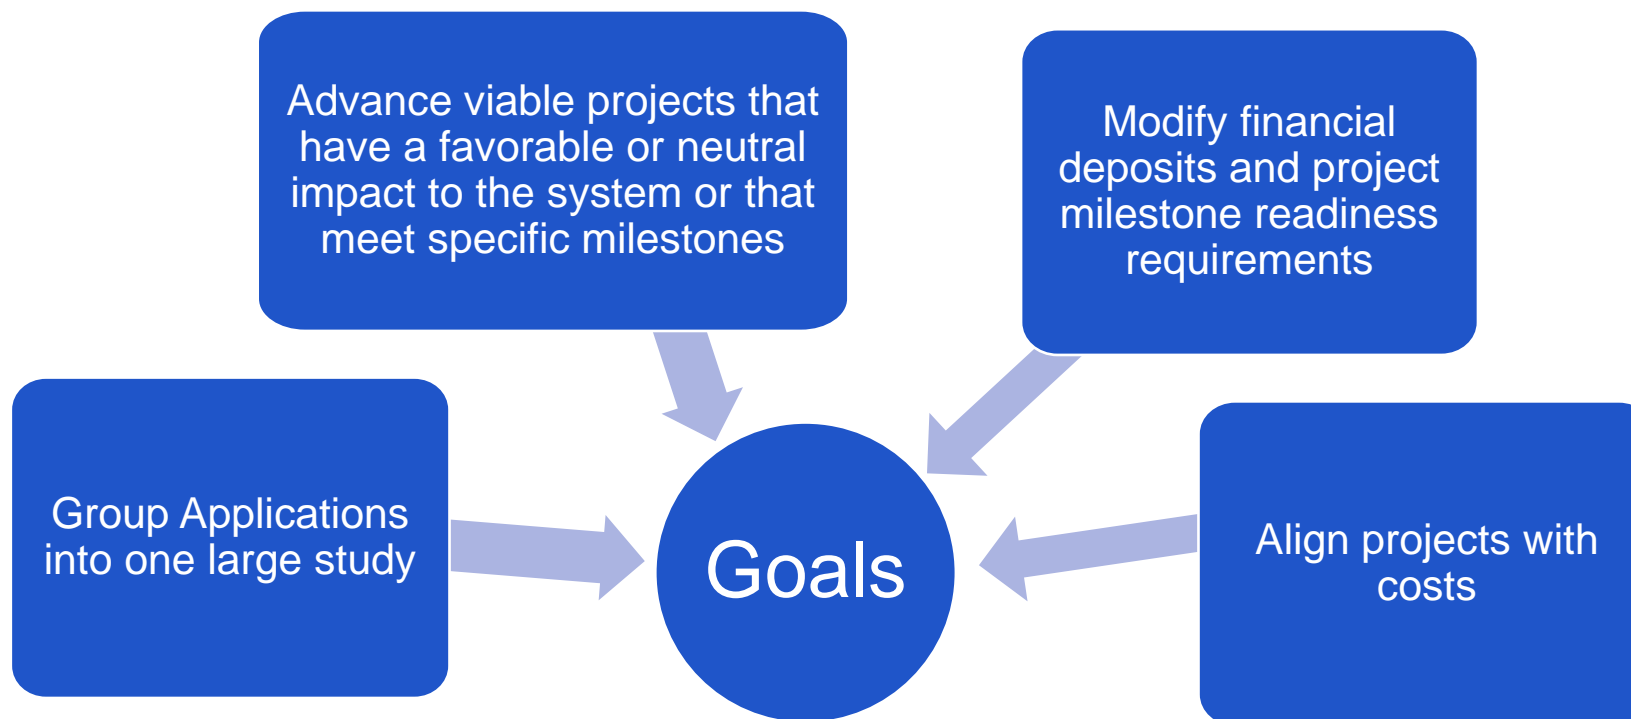 Advance viable projects that
have a favorable or neutral
impact to the system or that
meet specific milestones
Modify financial
deposits and project
milestone readiness
requirements
Group Applications
into one large study
Goals
Align projects with
costs